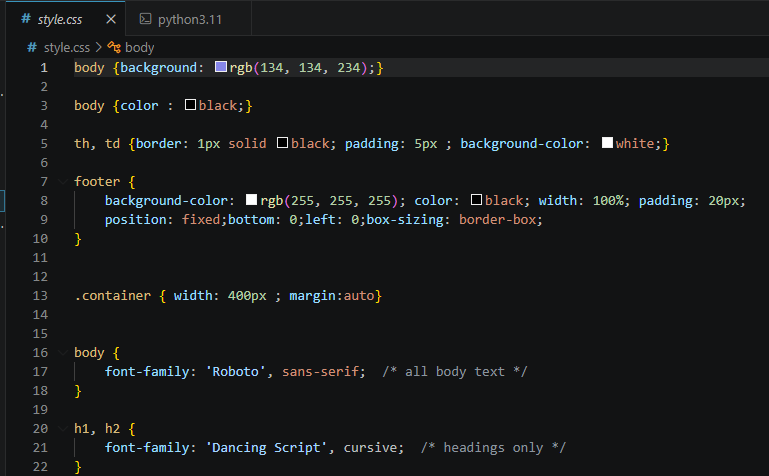 # style.css × python3.11
# style.css > body
1 body {background: rgb(134, 134, 234);}
2
3 body {color : black;}
4
5 th, td {border: 1px solid black; padding: 5px ; background-color: white;}
6
7 footer {
8 background-color: rgb(255, 255, 255); color: black; width: 100%; padding: 20px;
9 position: fixed;bottom: 0;left: 0;box-sizing: border-box;
10 }
11
12
13 .container { width: 400px ; margin:auto}
14
15
16 body {
17 font-family: 'Roboto', sans-serif; /* all body text */
18 }
19
20 h1, h2 {
21 font-family: 'Dancing Script', cursive; /* headings only */
22 }